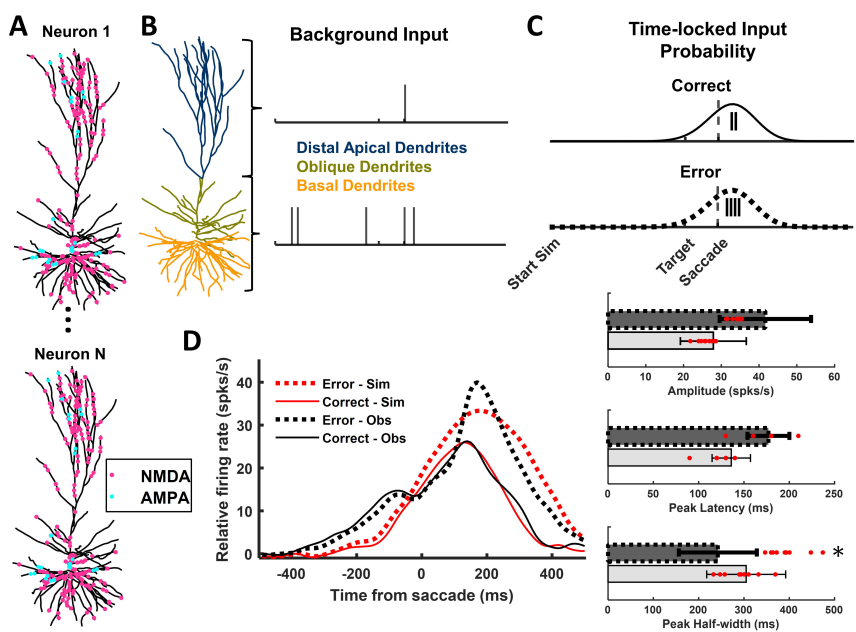 A
Neuron 1
Neuron N
NMDA
AMPA
B
Background Input
Distal Apical Dendrites
Oblique Dendrites
Basal Dendrites
C
Time-locked Input
Probability
Correct
II
Error
IIII
Start Sim
Target
Saccade
0 10 20 30 40 50 60
Amplitude (spks/s)
0 50 100 150 200 250
Peak Latency (ms)
*
0 100 200 300 400 500
Peak Half-width (ms)
D
Error - Sim
Correct - Sim
Error - Obs
Correct - Obs
40
30
20
10
0
Relative firing rate (spks/s)
-400 -200 0 200 400
Time from saccade (ms)